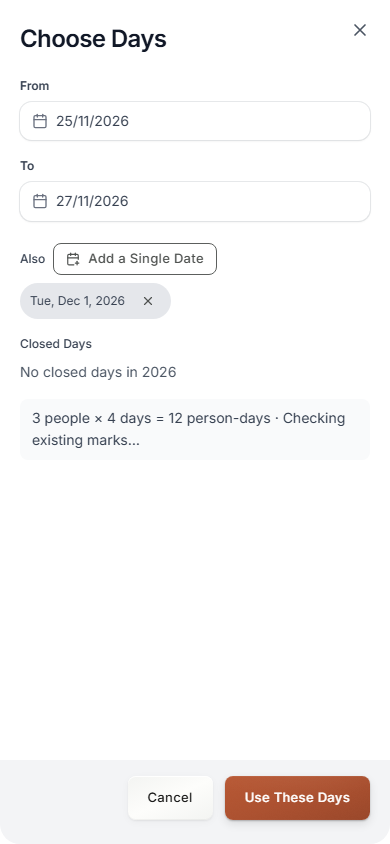 Choose Days
From
25/11/2026
To
27/11/2026
Also
Add a Single Date
Tue, Dec 1, 2026
Closed Days
No closed days in 2026
3 people × 4 days = 12 person-days · Checking
existing marks...
Cancel
Use These Days